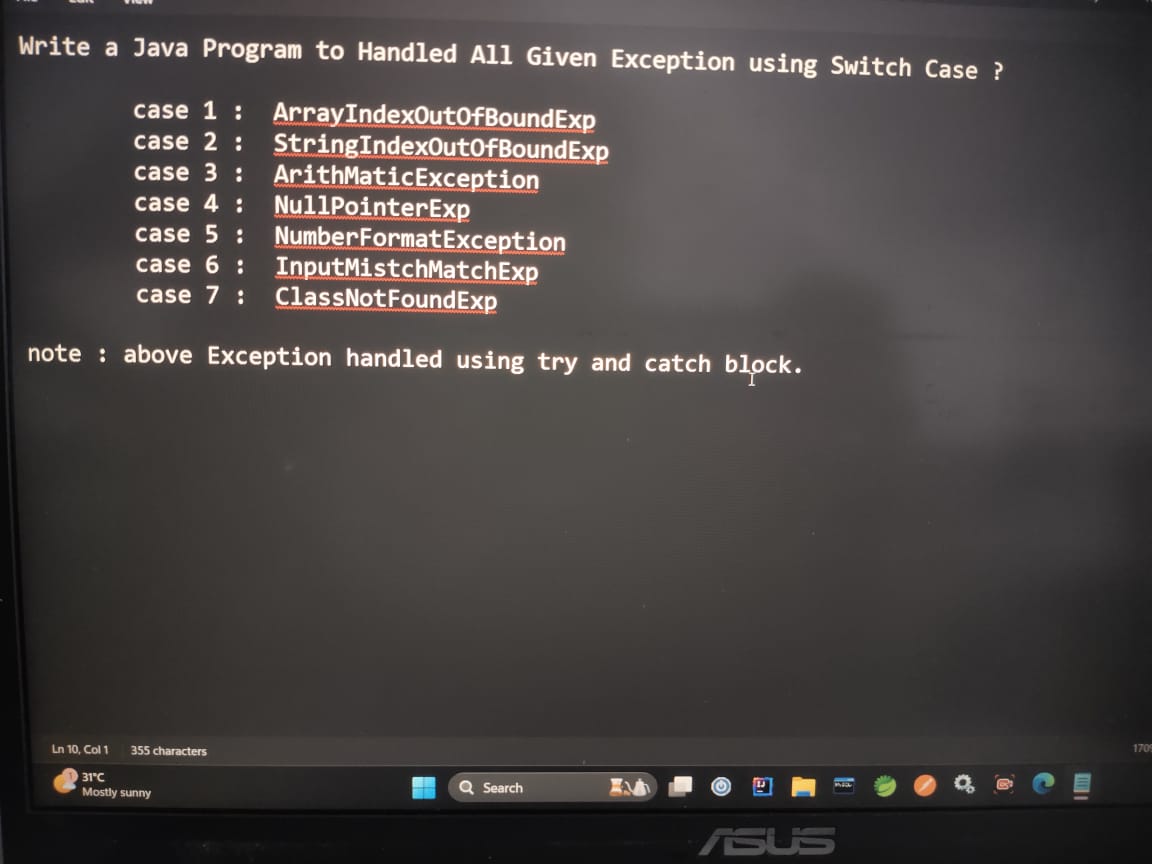 View
Write a Java Program to Handled All Given Exception using Switch Case ?
case 1 : ArrayIndexOutOfBoundExp
case 2 : StringIndexOutOfBoundExp
case 3 : ArithMaticException
case 4 : NullPointerExp
case 5 : NumberFormatException
case 6 : InputMistchMatchExp
case 7 : ClassNotFoundExp
note : above Exception handled using try and catch block.
Ln 10, Col 1 355 characters
1
31°C
Mostly sunny
Search
ASUS